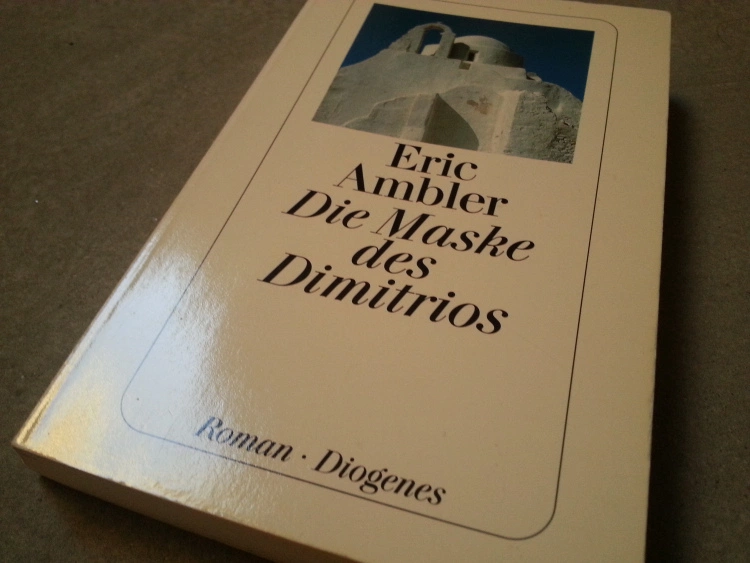 Eric
Ambler
Die Maske
des
Dimitrios
Roman · Diogenes